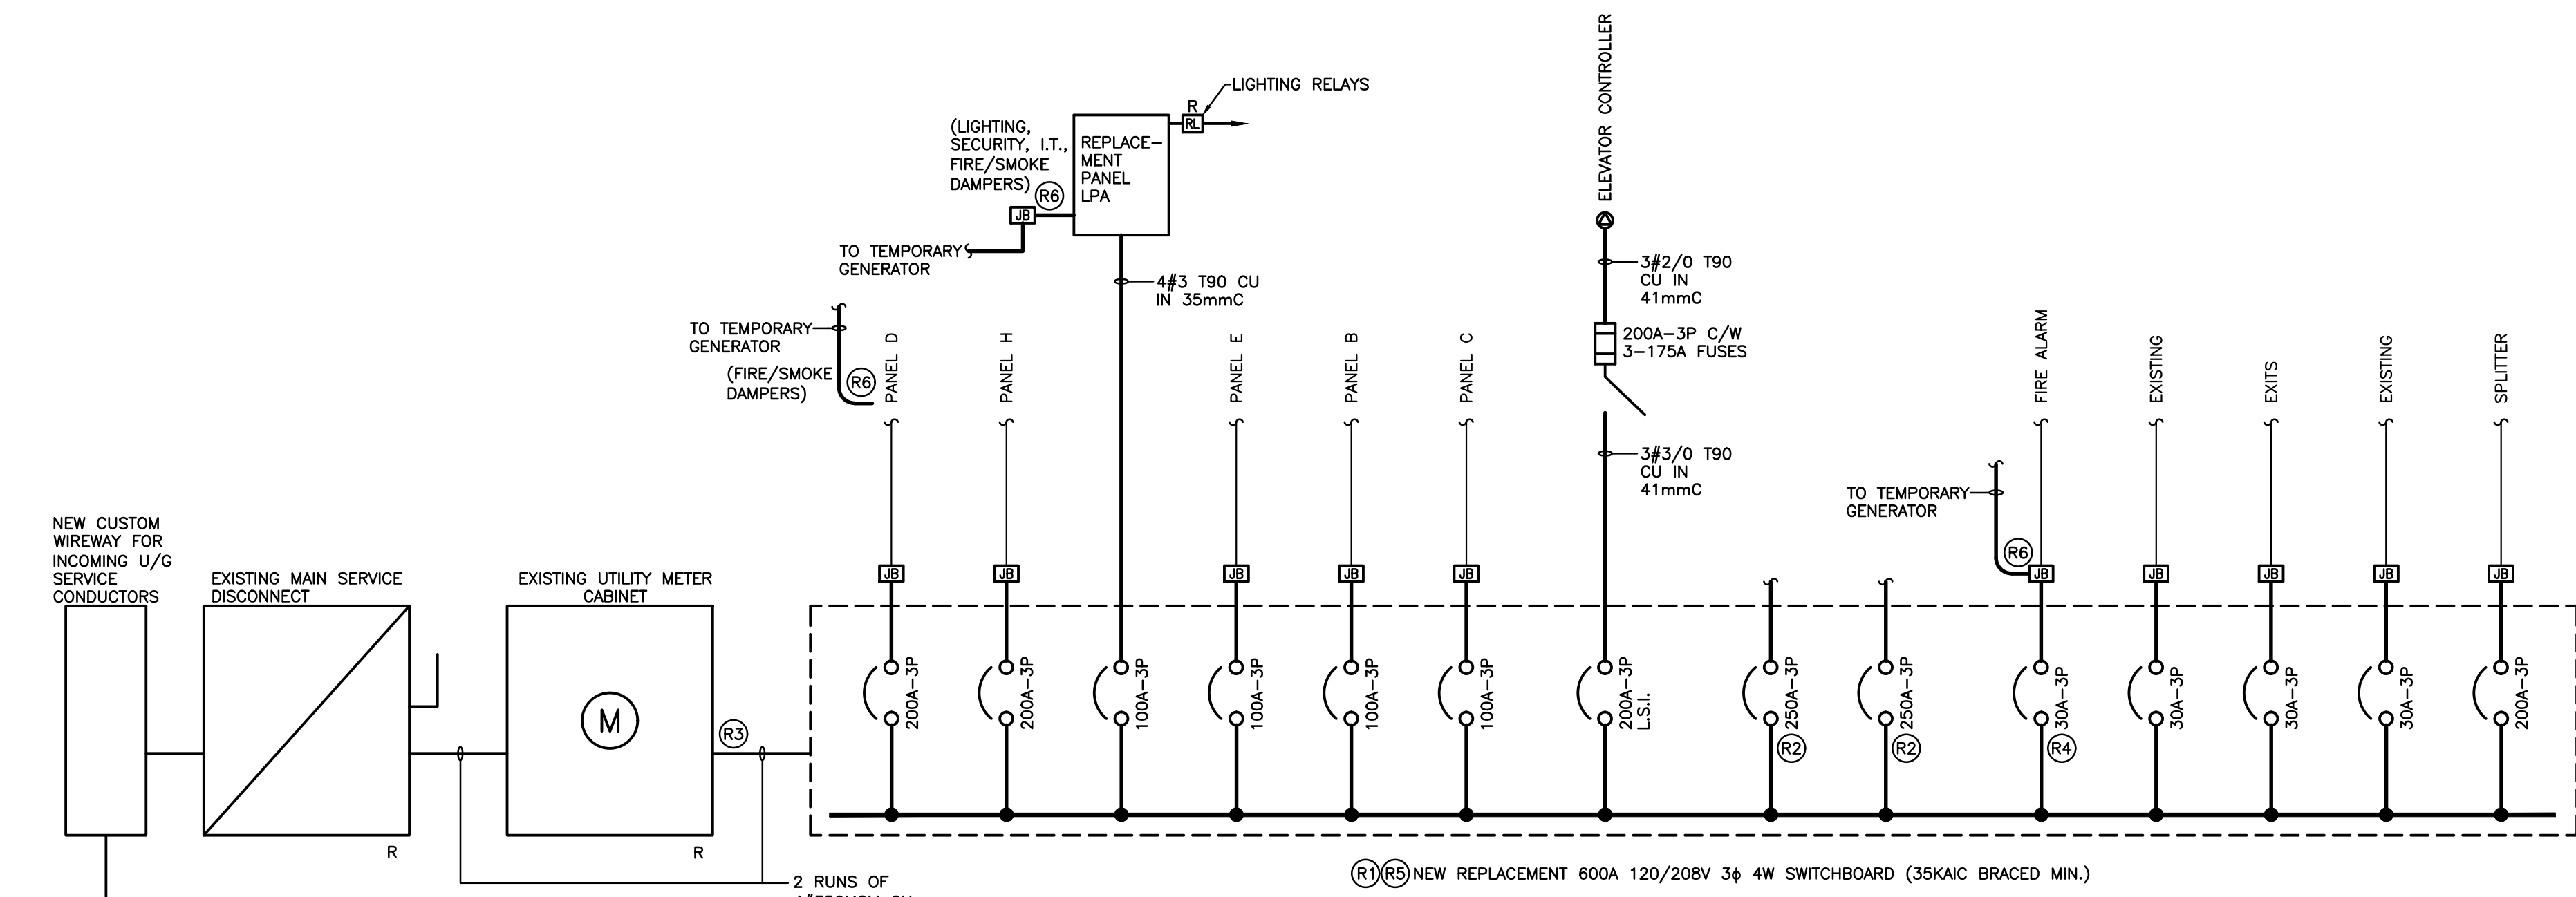 ELEVATOR CONTROLLER
LIGHTING RELAYS
R
RL
(LIGHTING,
SECURITY, I.T.,
FIRE/SMOKE
DAMPERS)
R6
REPLACE-
MENT
PANEL
LPA
JB
TO TEMPORARY
GENERATOR
4#3 T90 CU
IN 35mmC
3#2/0 T90
CU IN
41mmC
200A-3P C/W
3-175A FUSES
3#3/0 T90
CU IN
41mmC
TO TEMPORARY
GENERATOR
(FIRE/SMOKE
DAMPERS)
R6
PANEL D
PANEL H
PANEL E
PANEL B
PANEL C
FIRE ALARM
EXISTING
EXITS
EXISTING
SPLITTER
TO TEMPORARY
GENERATOR
R6
JB
JB
JB
JB
JB
JB
JB
JB
JB
JB
NEW CUSTOM
WIREWAY FOR
INCOMING U/G
SERVICE
CONDUCTORS
EXISTING MAIN SERVICE
DISCONNECT
EXISTING UTILITY METER
CABINET
M
R3
200A-3P
200A-3P
100A-3P
100A-3P
100A-3P
100A-3P
200A-3P
L.S.I.
250A-3P
R2
250A-3P
R2
30A-3P
R4
30A-3P
30A-3P
30A-3P
200A-3P
R
R
2 RUNS OF
R1 R5 NEW REPLACEMENT 600A 120/208V 3ϕ 4W SWITCHBOARD (35KAIC BRACED MIN.)